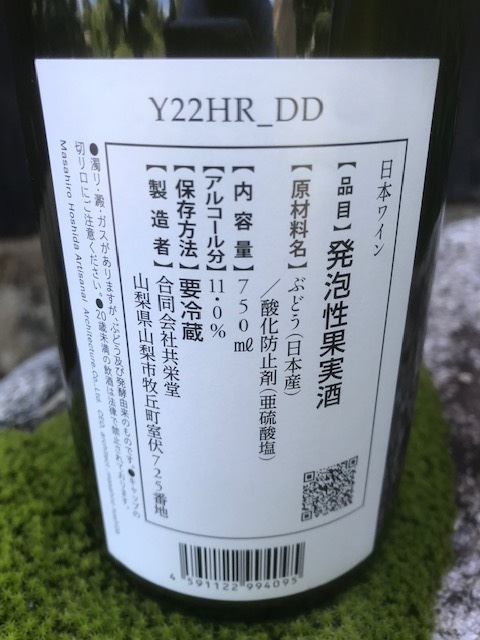 Y22HR_DD
日本ワイン
【品目】発泡性果実酒
【原材料名】ぶどう(日本産)
／酸化防止剤(亜硫酸塩)
【内容量】750㎖
【アルコール分】11.0%
【保存方法】要冷蔵
【製造者】合同会社共栄堂
山梨県山梨市牧丘町室伏725番地
●濁り・澱・ガスがありますが、ぶどう及び発酵由来のものです。●キャップの
切り口にご注意ください。●20歳未満の飲酒は法律で禁止されております。
Masahiro Hoshida Artisanal Architecture.Co.,Ltd.
4 591122 994095